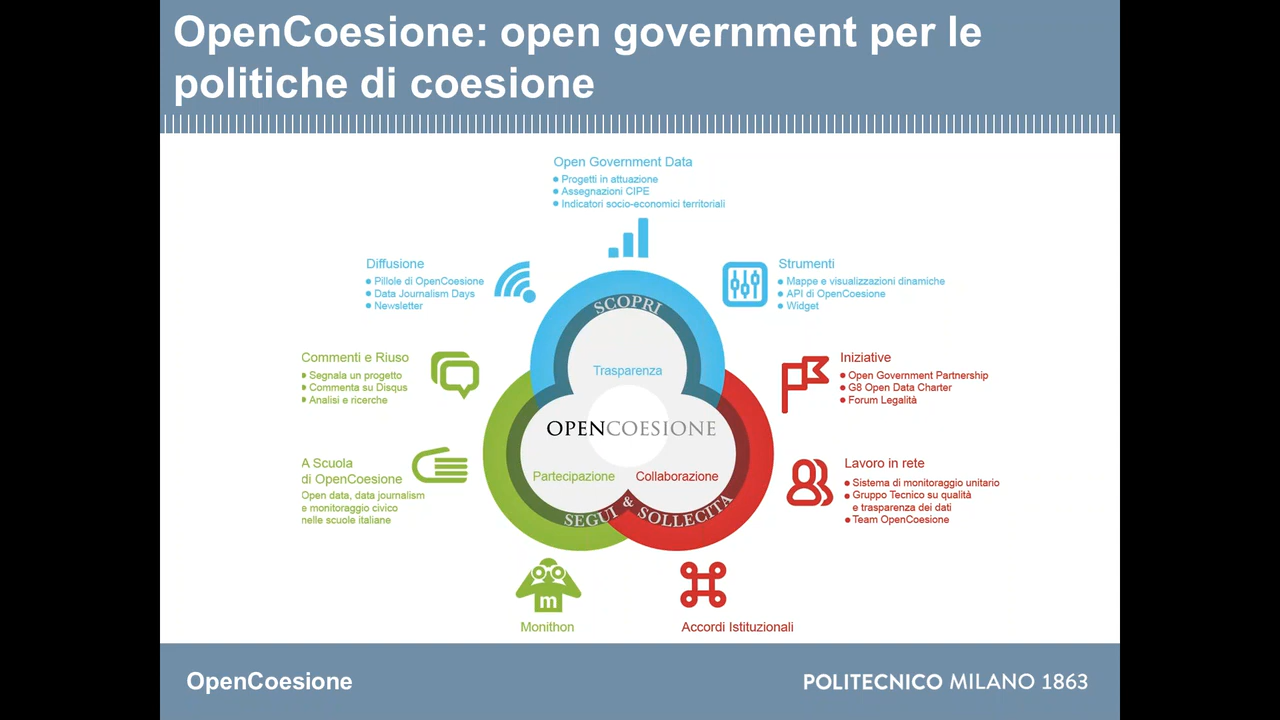 OpenCoesione: open government per le
politiche di coesione
Open Government Data
Progetti in attuazione
Assegnazioni CIPE
Indicatori socio-economici territoriali
Diffusione
Pillole di OpenCoesione
Data Journalism Days
Newsletter
Strumenti
Mappe e visualizzazioni dinamiche
API di OpenCoesione
Widget
SCOPRI
Commenti e Riuso
Segnala un progetto
Commenta su Disqus
Analisi e ricerche
Trasparenza
Iniziative
Open Government Partnership
G8 Open Data Charter
Forum Legalità
OPENCOESIONE
A Scuola
di OpenCoesione
Open data, data journalism
e monitoraggio civico
nelle scuole italiane
Partecipazione
Collaborazione
Lavoro in rete
Sistema di monitoraggio unitario
Gruppo Tecnico su qualità
e trasparenza dei dati
Team OpenCoesione
SEGUI & SOLLECITA
m
Monithon
Accordi Istituzionali
OpenCoesione
POLITECNICO MILANO 1863